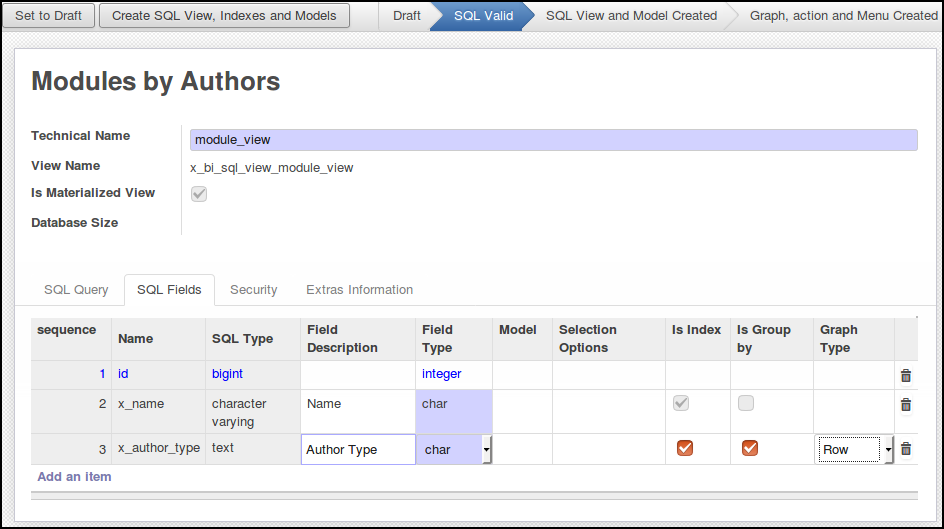 Set to Draft Create SQL View, Indexes and Models Draft SQL Valid SQL View and Model Created Graph, action and Menu Created
Modules by Authors
Technical Name module_view
View Name x_bi_sql_view_module_view
Is Materialized View
Database Size
SQL Query SQL Fields Security Extras Information
sequence Name SQL Type Field Description Field Type Model Selection Options Is Index Is Group by Graph Type
1 id bigint integer
2 x_name character varying Name char
3 x_author_type text Author Type char Row
Add an item